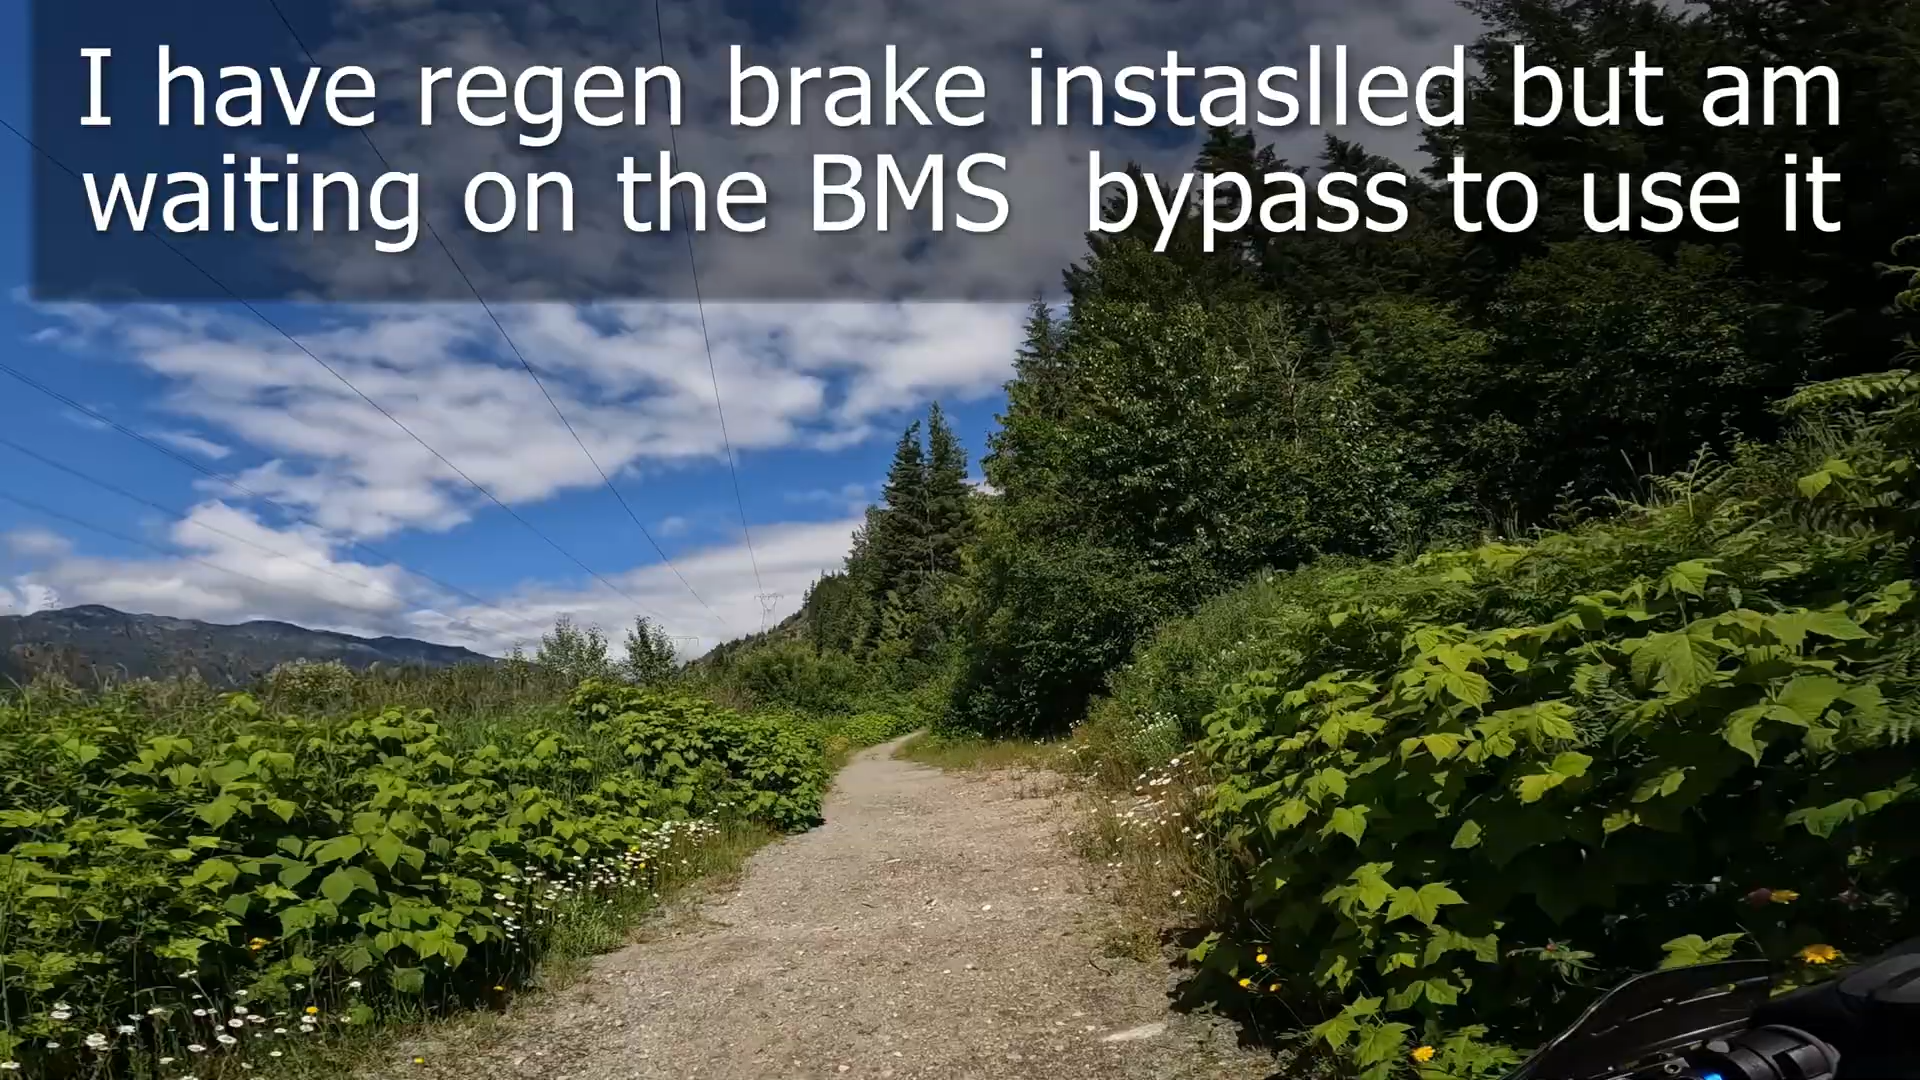 I have regen brake instaslled but am
waiting on the BMS  bypass to use it